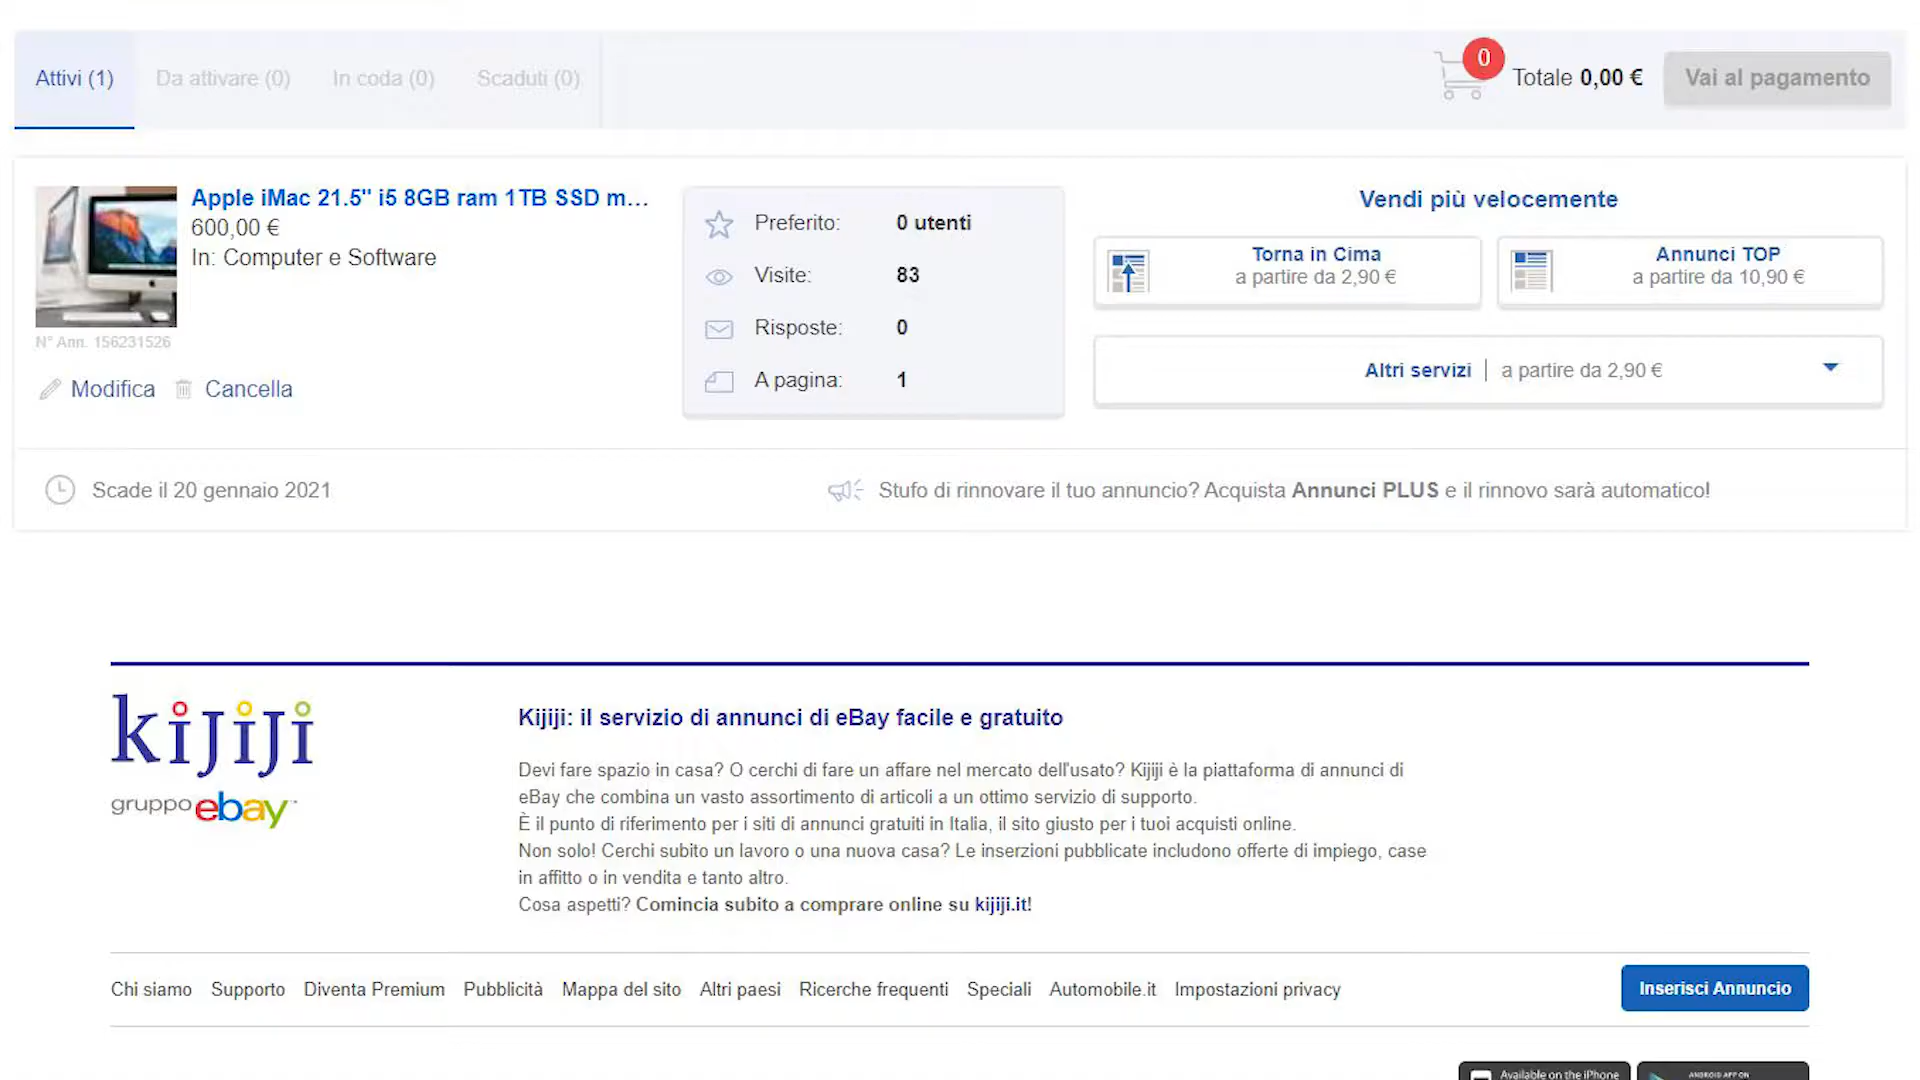 Attivi (1)
Da attivare (0)
In coda (0)
Scaduti (0)
0
Totale 0,00 €
Vai al pagamento
Apple iMac 21.5" i5 8GB ram 1TB SSD m...
600,00 €
In: Computer e Software
N° Ann. 156231526
Modifica
Cancella
Preferito: 0 utenti
Visite: 83
Risposte: 0
A pagina: 1
Vendi più velocemente
Torna in Cima
a partire da 2,90 €
Annunci TOP
a partire da 10,90 €
Altri servizi | a partire da 2,90 €
Scade il 20 gennaio 2021
Stufo di rinnovare il tuo annuncio? Acquista Annunci PLUS e il rinnovo sarà automatico!
kijiji
gruppo ebay™
Kijiji: il servizio di annunci di eBay facile e gratuito
Devi fare spazio in casa? O cerchi di fare un affare nel mercato dell'usato? Kijiji è la piattaforma di annunci di
eBay che combina un vasto assortimento di articoli a un ottimo servizio di supporto.
È il punto di riferimento per i siti di annunci gratuiti in Italia, il sito giusto per i tuoi acquisti online.
Non solo! Cerchi subito un lavoro o una nuova casa? Le inserzioni pubblicate includono offerte di impiego, case
in affitto o in vendita e tanto altro.
Cosa aspetti? Comincia subito a comprare online su kijiji.it!
Chi siamo Supporto Diventa Premium Pubblicità Mappa del sito Altri paesi Ricerche frequenti Speciali Automobile.it Impostazioni privacy
Inserisci Annuncio
Available on the iPhone
ANDROID APP ON